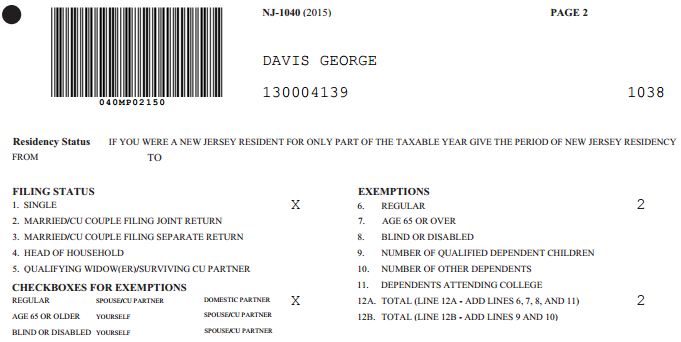 NJ-1040 (2015) PAGE 2
040MP02150
DAVIS GEORGE
130004139 1038
Residency Status IF YOU WERE A NEW JERSEY RESIDENT FOR ONLY PART OF THE TAXABLE YEAR GIVE THE PERIOD OF NEW JERSEY RESIDENCY
FROM TO
FILING STATUS
1. SINGLE X
2. MARRIED/CU COUPLE FILING JOINT RETURN
3. MARRIED/CU COUPLE FILING SEPARATE RETURN
4. HEAD OF HOUSEHOLD
5. QUALIFYING WIDOW(ER)/SURVIVING CU PARTNER
CHECKBOXES FOR EXEMPTIONS
REGULAR SPOUSE/CU PARTNER DOMESTIC PARTNER X
AGE 65 OR OLDER YOURSELF SPOUSE/CU PARTNER
BLIND OR DISABLED YOURSELF SPOUSE/CU PARTNER
EXEMPTIONS
6. REGULAR 2
7. AGE 65 OR OVER
8. BLIND OR DISABLED
9. NUMBER OF QUALIFIED DEPENDENT CHILDREN
10. NUMBER OF OTHER DEPENDENTS
11. DEPENDENTS ATTENDING COLLEGE
12A. TOTAL (LINE 12A - ADD LINES 6, 7, 8, AND 11) 2
12B. TOTAL (LINE 12B - ADD LINES 9 AND 10)